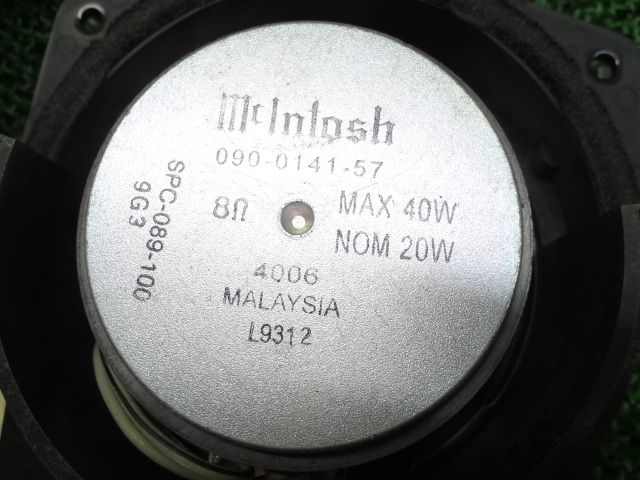 McIntosh
090-0141-57
8Ω
MAX 40W
NOM 20W
4006
MALAYSIA
L9312
SPC-089-100
9G3